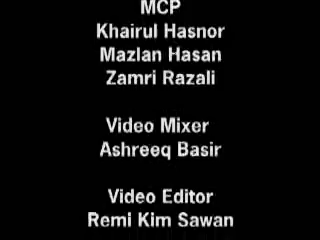 MCP
Khairul Hasnor
Mazlan Hasan
Zamri Razali
Video Mixer
Ashreeq Basir
Video Editor
Remi Kim Sawan